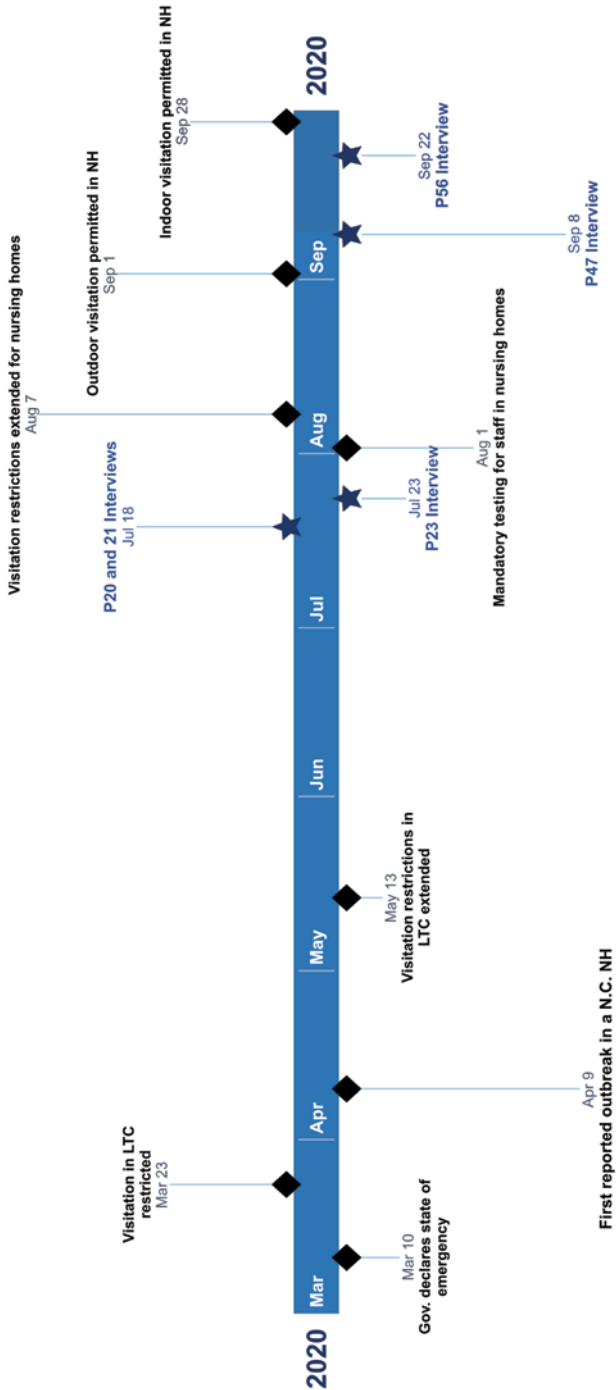 Visitation restrictions extended for nursing homes
Aug 7
P20 and 21 Interviews
Jul 18
Outdoor visitation permitted in NH
Sep 1
Visitation in LTC
restricted
Mar 23
Indoor visitation permitted in NH
Sep 28
2020
Mar
Apr
May
Jun
Jul
Aug
Sep
2020
Mar 10
Gov. declares state of
emergency
May 13
Visitation restrictions in
LTC extended
Jul 23
P23 Interview
Sep 22
P56 Interview
Aug 1
Mandatory testing for staff in nursing homes
Apr 9
First reported outbreak in a N.C. NH
Sep 8
P47 Interview